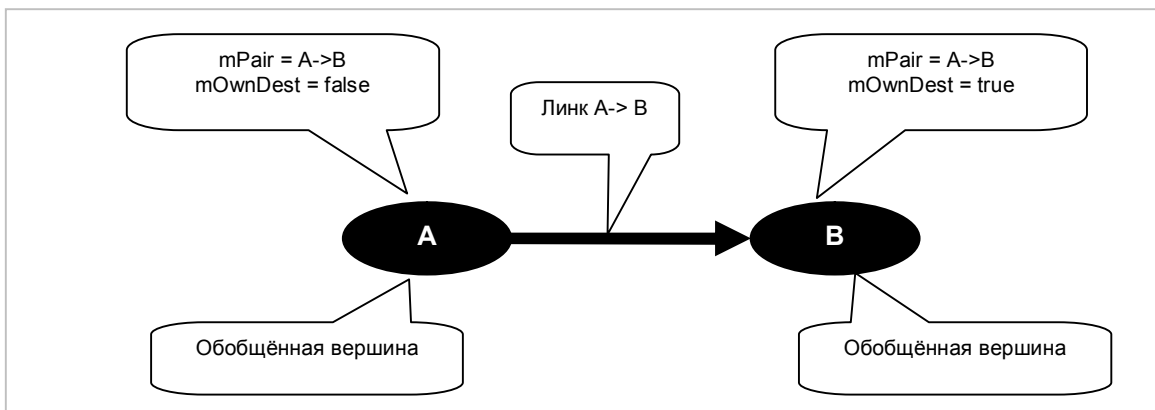 mPair = A->B
mOwnDest = false
Линк A-> B
mPair = A->B
mOwnDest = true
A
B
Обобщённая вершина
Обобщённая вершина